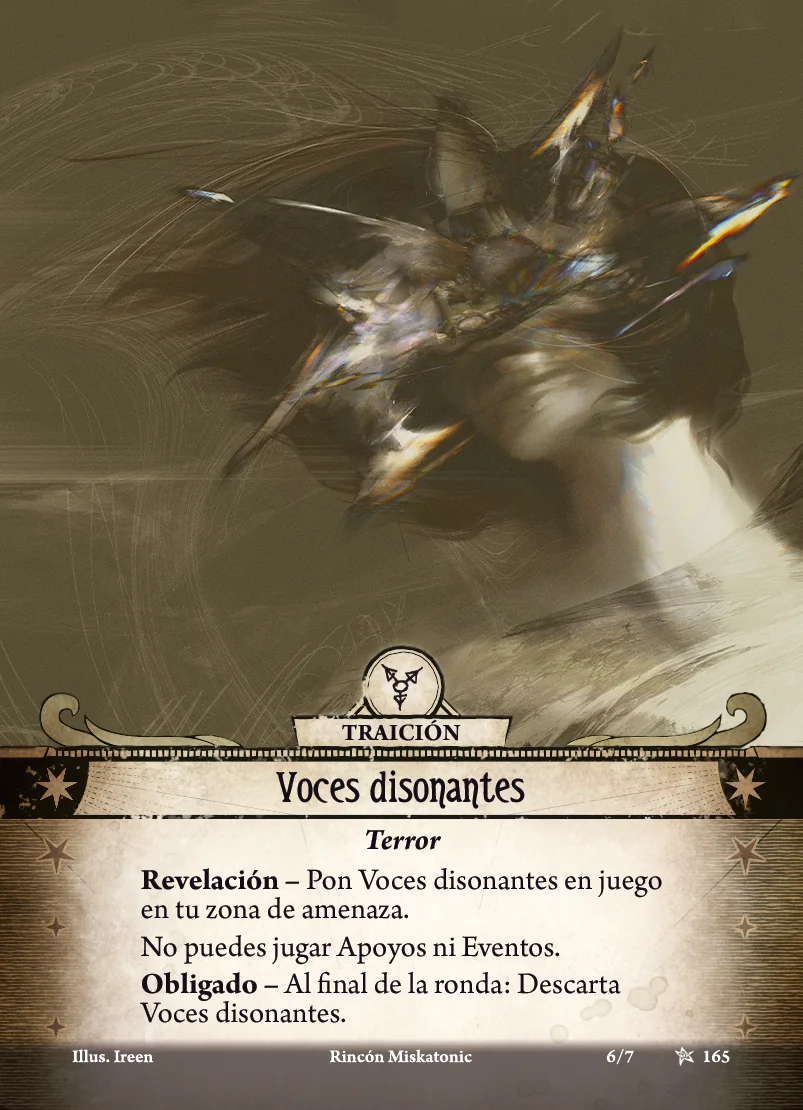 TRAICIÓN
Voces disonantes
Terror
Revelación – Pon Voces disonantes en juego
en tu zona de amenaza.
No puedes jugar Apoyos ni Eventos.
Obligado – Al final de la ronda: Descarta
Voces disonantes.
Illus. Ireen Rincón Miskatonic 6/7 165